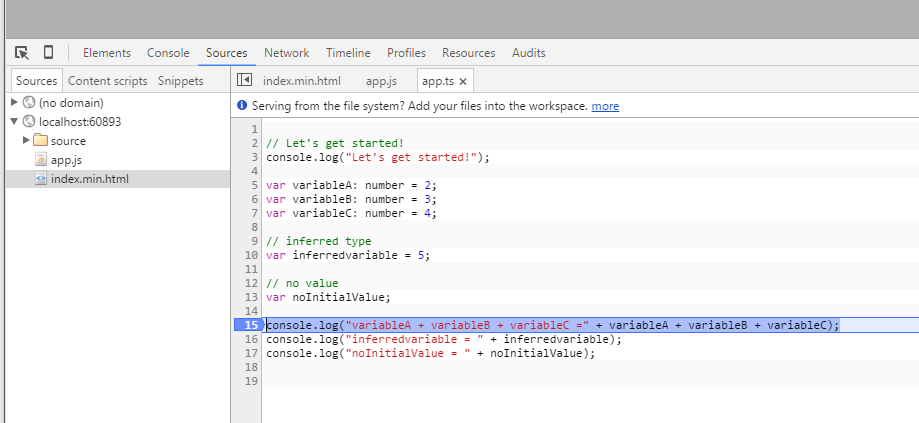 Elements Console Sources Network Timeline Profiles Resources Audits
Sources Content scripts Snippets
(no domain)
localhost:60893
source
app.js
index.min.html
index.min.html app.js app.ts ×
Serving from the file system? Add your files into the workspace. more
1
2 // Let's get started!
3 console.log("Let's get started!");
4
5 var variableA: number = 2;
6 var variableB: number = 3;
7 var variableC: number = 4;
8
9 // inferred type
10 var inferredvariable = 5;
11
12 // no value
13 var noInitialValue;
14
15 console.log("variableA + variableB + variableC =" + variableA + variableB + variableC);
16 console.log("inferredvariable = " + inferredvariable);
17 console.log("noInitialValue = " + noInitialValue);
18
19